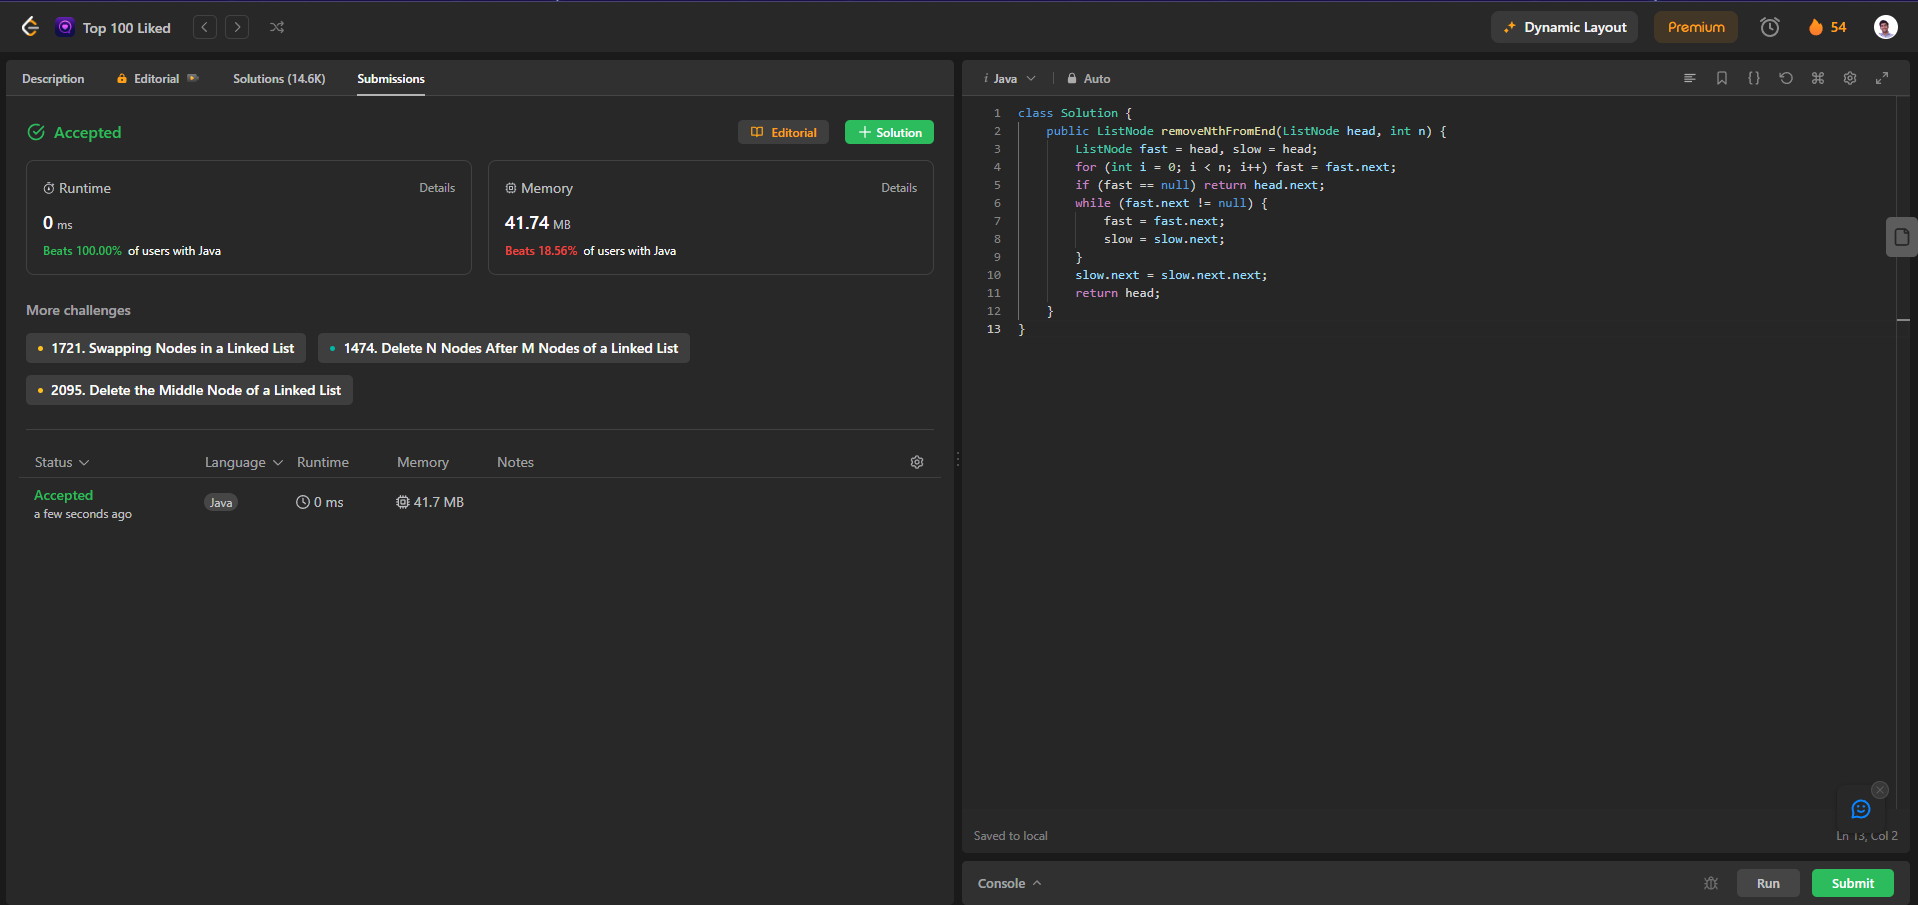 Top 100 Liked
Dynamic Layout
Premium
54
Description
Editorial
Solutions (14.6K)
Submissions
Accepted
Editorial
+ Solution
Runtime
Details
0 ms
Beats 100.00% of users with Java
Memory
Details
41.74 MB
Beats 18.56% of users with Java
More challenges
1721. Swapping Nodes in a Linked List
1474. Delete N Nodes After M Nodes of a Linked List
2095. Delete the Middle Node of a Linked List
Status
Language
Runtime
Memory
Notes
Accepted
a few seconds ago
Java
0 ms
41.7 MB
i Java
Auto
1 class Solution {
2 public ListNode removeNthFromEnd(ListNode head, int n) {
3 ListNode fast = head, slow = head;
4 for (int i = 0; i < n; i++) fast = fast.next;
5 if (fast == null) return head.next;
6 while (fast.next != null) {
7 fast = fast.next;
8 slow = slow.next;
9 }
10 slow.next = slow.next.next;
11 return head;
12 }
13 }
Saved to local
Ln 13, Col 2
Console
Run
Submit